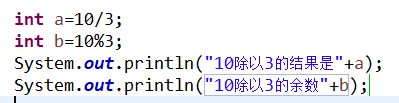 int a=10/3;
int b=10%3;
System.out.println("10除以3的结果是"+a);
System.out.println("10除以3的余数"+b);